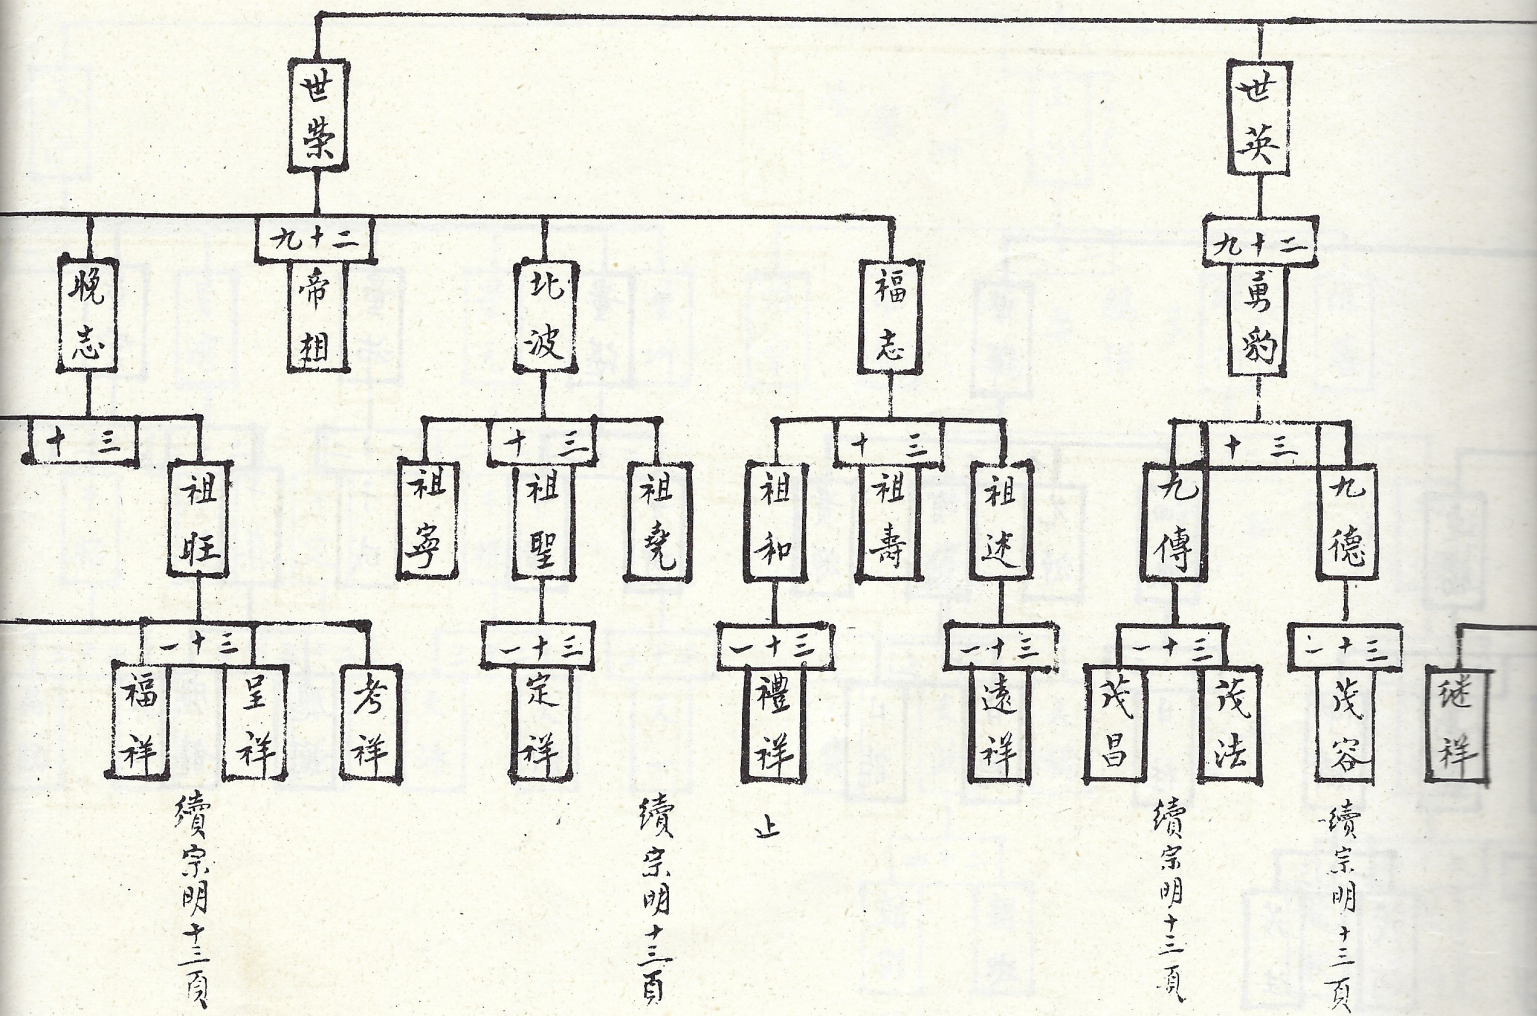 世英
世榮
二十九
勇豹
二十九
福志
北波
帝相
晚志
三十
九德
九傳
三十
祖述
祖壽
祖和
三十
祖堯
祖聖
祖寧
三十
祖旺
继祥
三十一
茂容
三十一
茂法
茂昌
三十一
遠祥
三十一
禮祥
三十一
定祥
三十一
考祥
呈祥
福祥
續宗明十三頁
續宗明十三頁
止
續宗明十三頁
續宗明十三頁